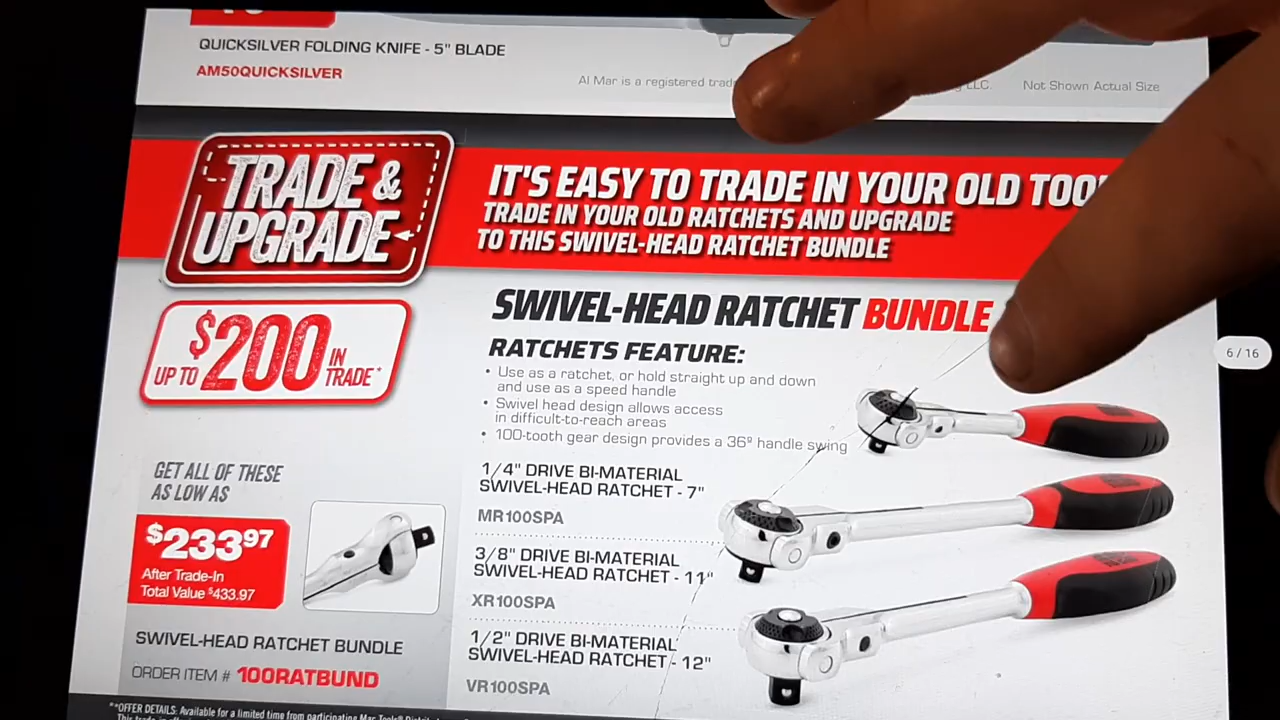 QUICKSILVER FOLDING KNIFE - 5" BLADE
AM50QUICKSILVER
Al Mar is a registered
LLC.
Not Shown Actual Size
TRADE &
UPGRADE
IT'S EASY TO TRADE IN YOUR OLD
TRADE IN YOUR OLD RATCHETS AND UPGRADE
TO THIS SWIVEL-HEAD RATCHET BUNDLE
$200
UP TO
IN
TRADE*
SWIVEL-HEAD RATCHET BUNDLE
RATCHETS FEATURE:
• Use as a ratchet, or hold straight up and down
and use as a speed handle
• Swivel head design allows access
in difficult-to-reach areas
• 100-tooth gear design provides a 36º handle swing
6 / 16
GET ALL OF THESE
AS LOW AS
$23397
After Trade-In
Total Value $433.97
SWIVEL-HEAD RATCHET BUNDLE
ORDER ITEM # 100RATBUND
1/4" DRIVE BI-MATERIAL
SWIVEL-HEAD RATCHET - 7"
MR100SPA
3/8" DRIVE BI-MATERIAL
SWIVEL-HEAD RATCHET - 11"
XR100SPA
1/2" DRIVE BI-MATERIAL
SWIVEL-HEAD RATCHET - 12"
VR100SPA
**OFFER DETAILS: Available for a limited time from participating Mac Tools®